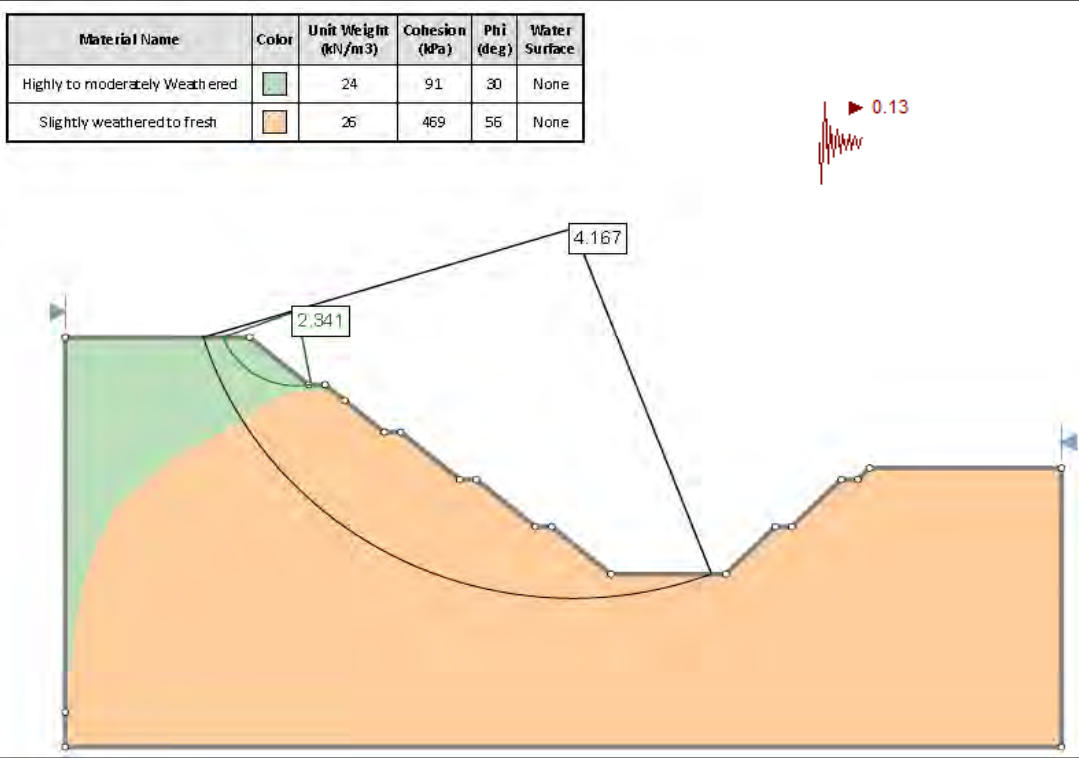 Material Name Color Unit Weight (kN/m3) Cohesion (kPa) Phi (deg) Water Surface
Highly to moderately Weathered 24 91 30 None
Slightly weathered to fresh 26 469 56 None
0.13
4.167
2.341